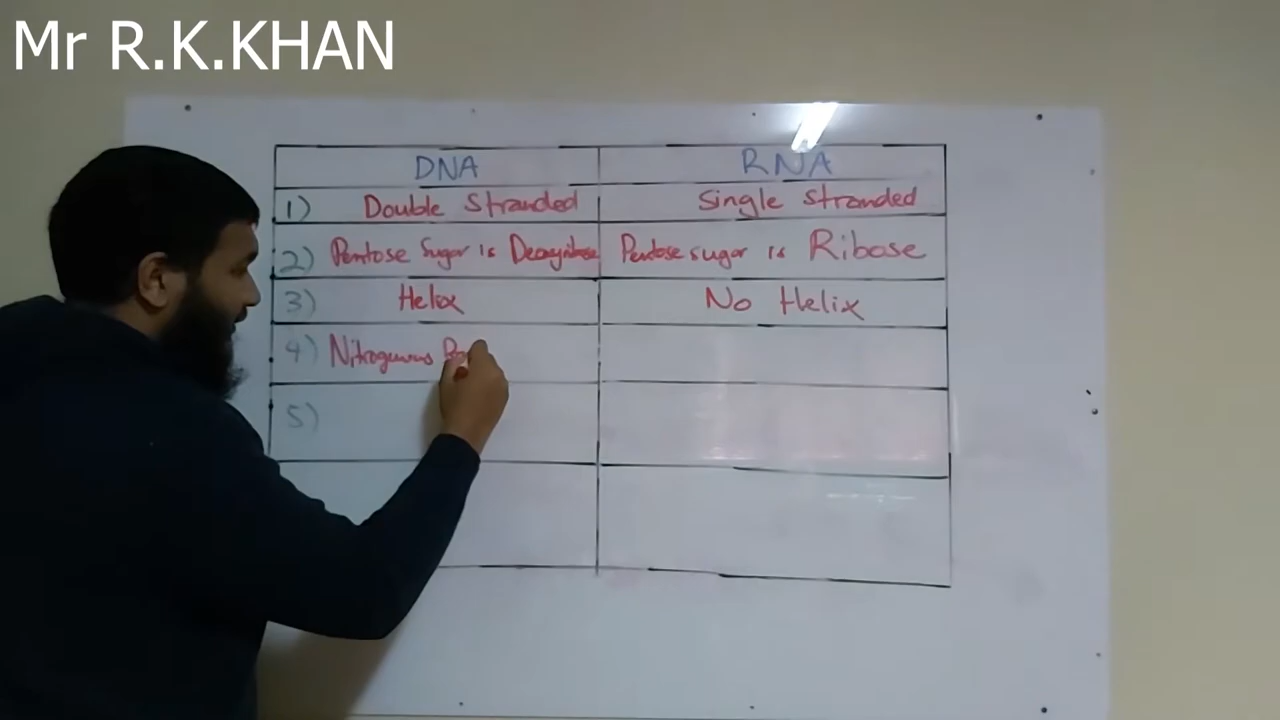 Mr R.K.KHAN
DNA RNA
1) Double Stranded Single Stranded
2) Pentose Sugar is Deoxyribose Pentose sugar is Ribose
3) Helix No Helix
4) Nitrogenous
5)